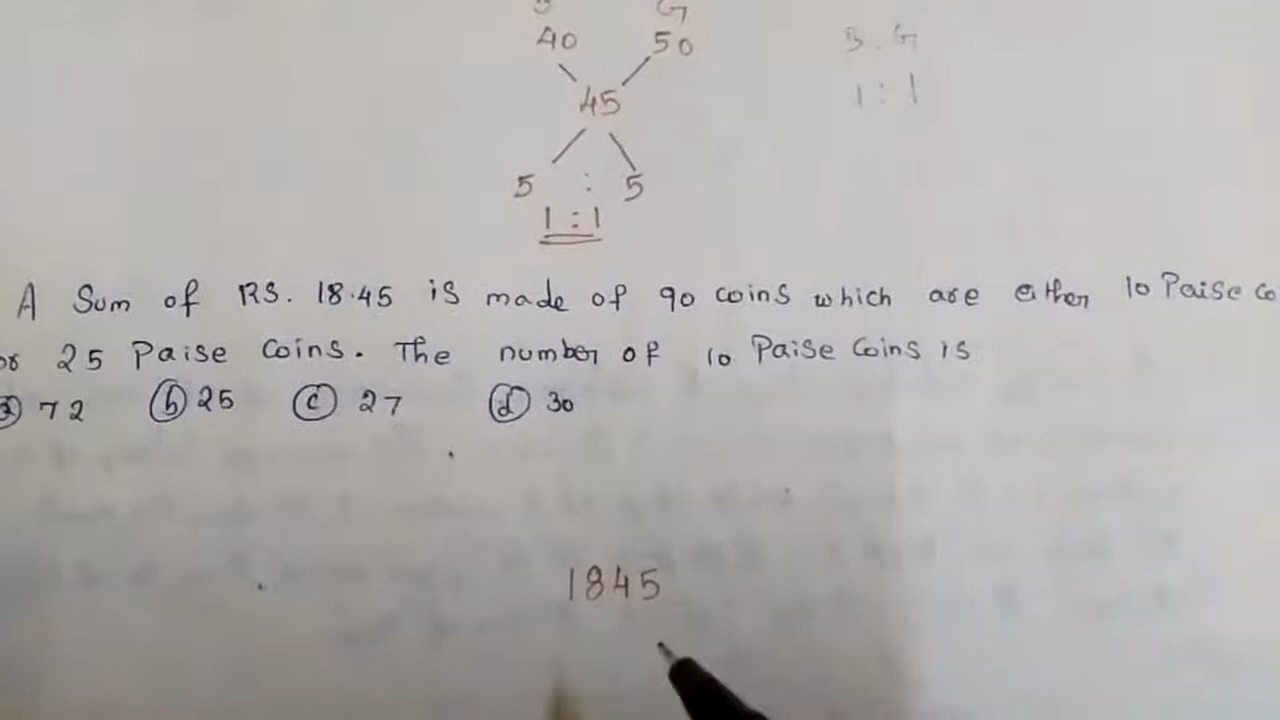 G
40 50
B . G
45
1 : 1
5 : 5
1 : 1
A Sum of RS. 18.45 is made of 90 coins which are either 10 Paise co
or 25 Paise Coins. The number of 10 Paise Coins is
a 72 b 25 c 27 d 30
1845